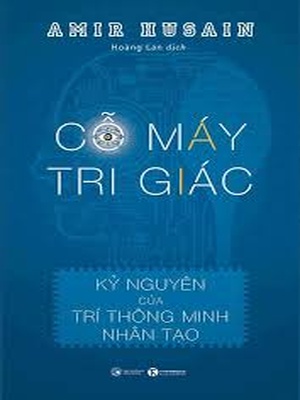 AMIR HUSAIN
Hoàng Lan dịch
CỖ MÁY
TRI GIÁC
KỶ NGUYÊN
CỦA
TRÍ THÔNG MINH
NHÂN TẠO